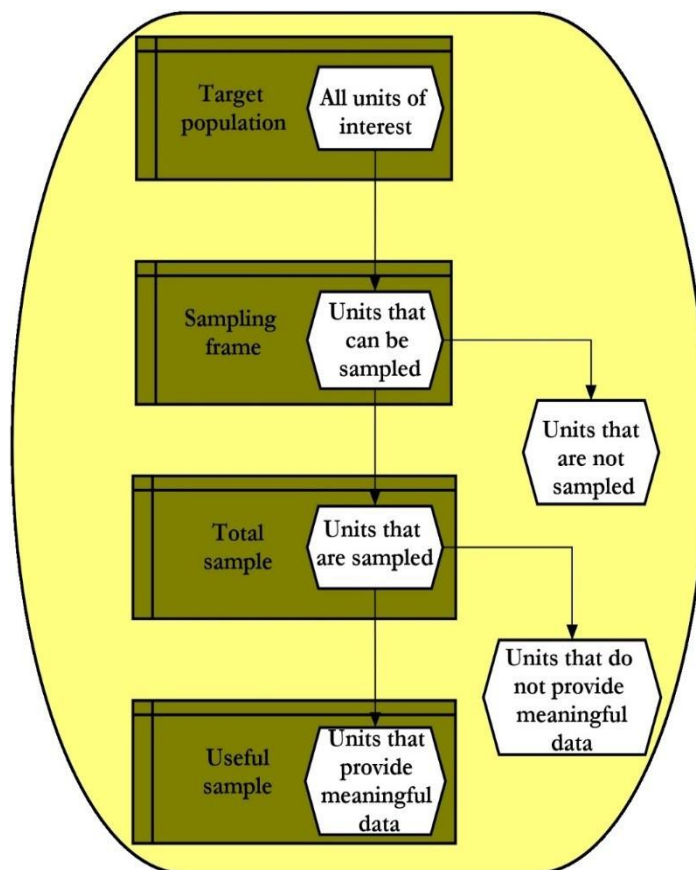 Target
population
All units of
interest
Sampling
frame
Units that
can be
sampled
Units that
are not
sampled
Total
sample
Units that
are sampled
Units that do
not provide
meaningful
data
Useful
sample
Units that
provide
meaningful
data